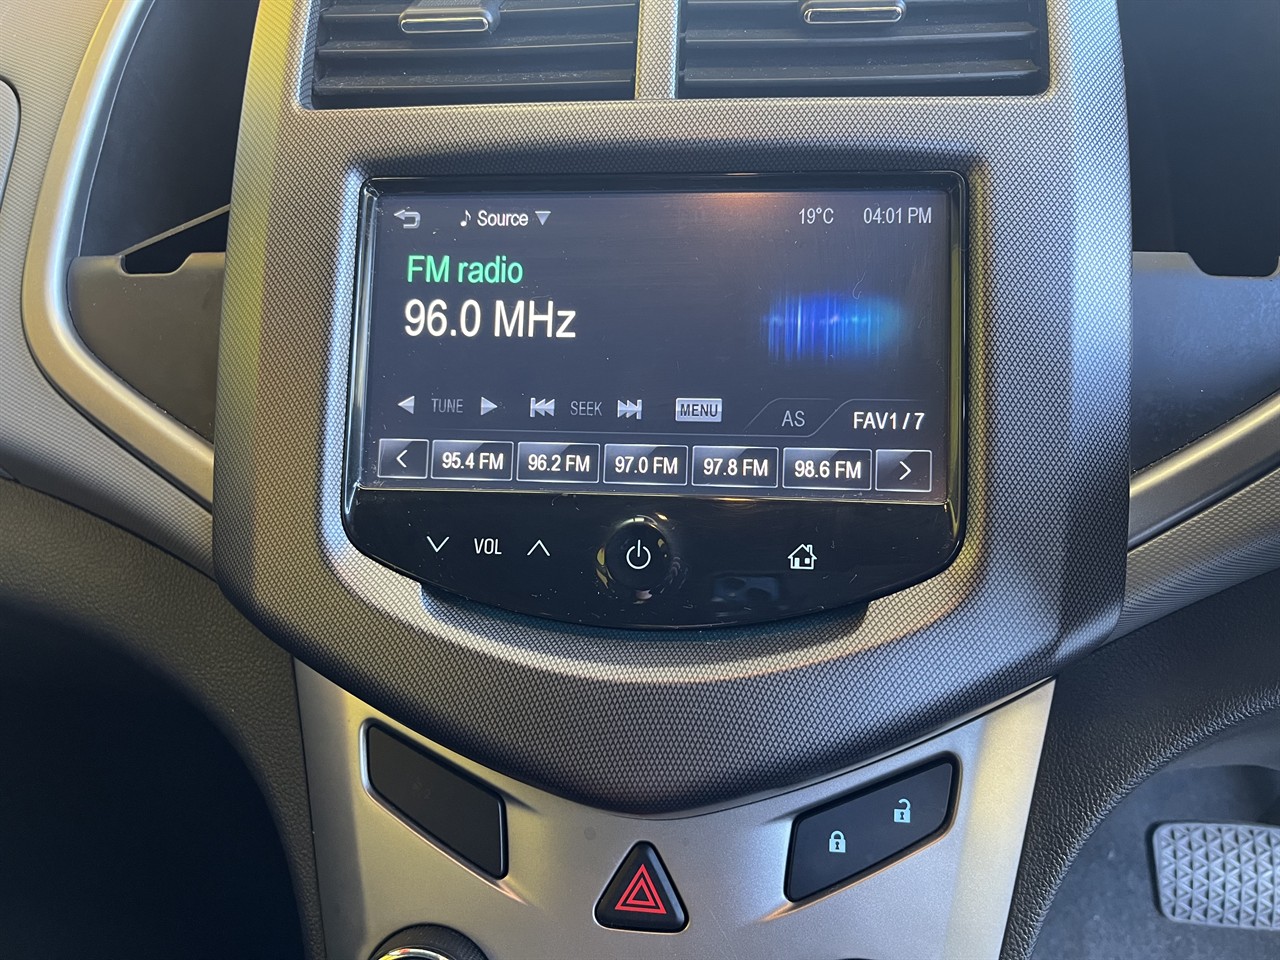 Source
19°C 04:01 PM
FM radio
96.0 MHz
TUNE SEEK MENU AS FAV1 / 7
95.4 FM 96.2 FM 97.0 FM 97.8 FM 98.6 FM
VOL